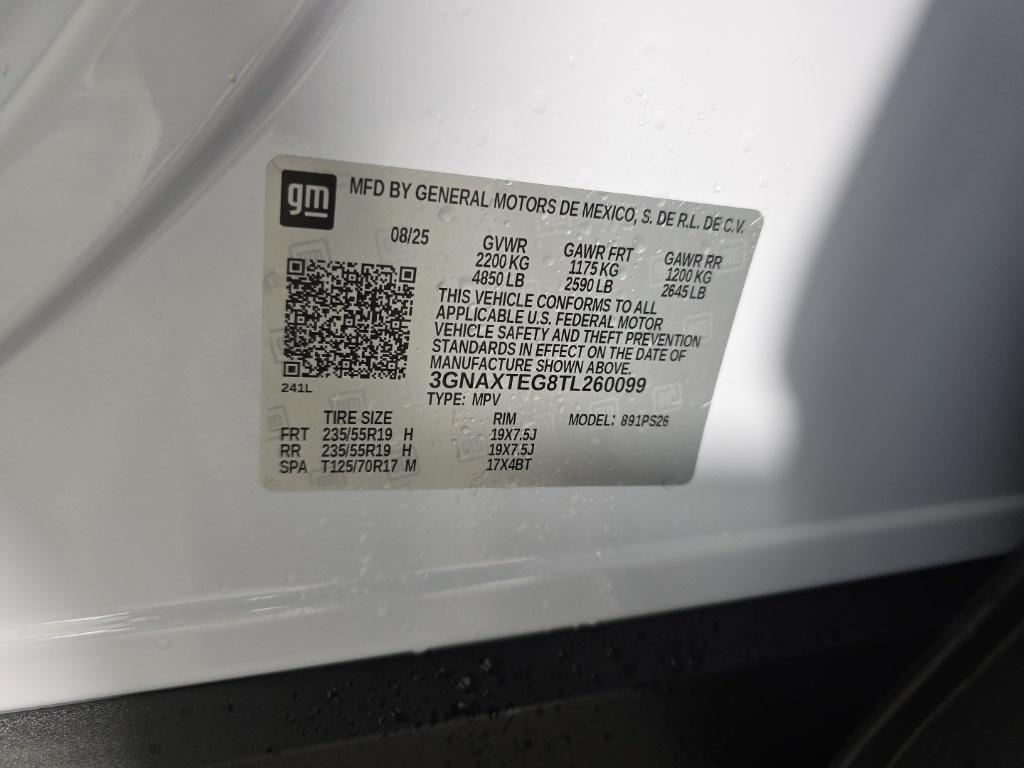 gm
MFD BY GENERAL MOTORS DE MEXICO, S. DE R.L. DE C.V.
08/25 GVWR GAWR FRT GAWR RR
2200 KG 1175 KG 1200 KG
4850 LB 2590 LB 2645 LB
THIS VEHICLE CONFORMS TO ALL
APPLICABLE U.S. FEDERAL MOTOR
VEHICLE SAFETY AND THEFT PREVENTION
STANDARDS IN EFFECT ON THE DATE OF
MANUFACTURE SHOWN ABOVE.
3GNAXTEG8TL260099
241L
TYPE: MPV
TIRE SIZE RIM MODEL: 891PS26
FRT 235/55R19 H 19X7.5J
RR 235/55R19 H 19X7.5J
SPA T125/70R17 M 17X4BT